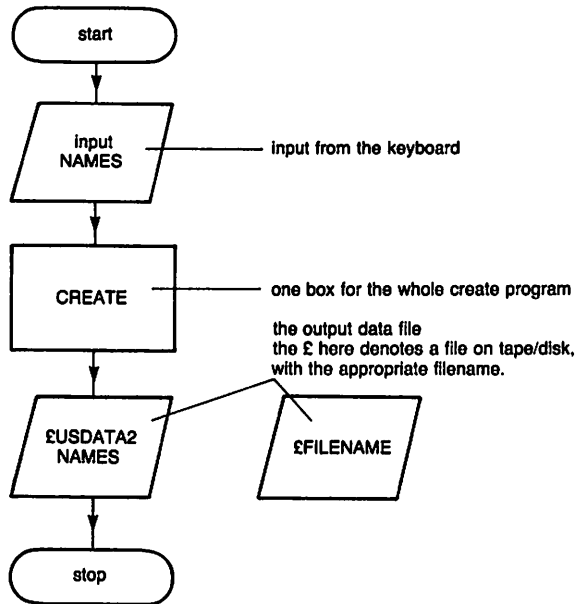 start
input
NAMES
input from the keyboard
CREATE
one box for the whole create program
the output data file
the £ here denotes a file on tape/disk,
with the appropriate filename.
£USDATA2
NAMES
£FILENAME
stop